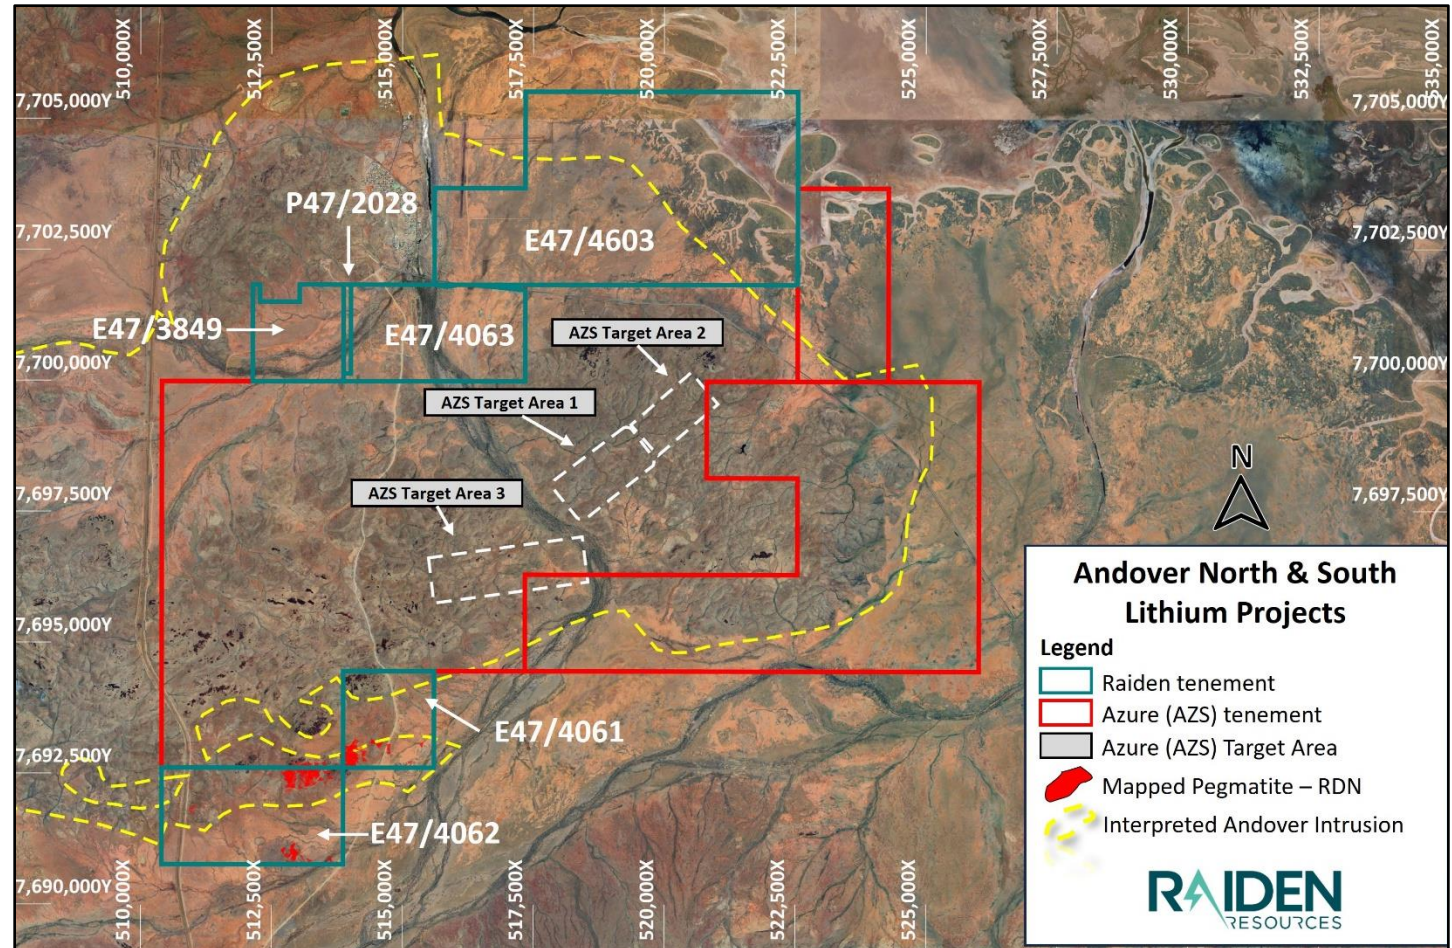 510,000X
512,500X
515,000X
517,500X
520,000X
522,500X
525,000X
527,500X
530,000X
532,500X
535,000X
7,705,000Y
7,705,000Y
P47/2028
E47/4603
7,702,500Y
7,702,500Y
E47/3849
E47/4063
AZS Target Area 2
7,700,000Y
7,700,000Y
AZS Target Area 1
AZS Target Area 3
7,697,500Y
7,697,500Y
N
7,695,000Y
E47/4061
7,692,500Y
E47/4062
7,690,000Y
510,000X
512,500X
515,000X
517,500X
520,000X
522,500X
525,000X
Andover North & South
Lithium Projects
Legend
Raiden tenement
Azure (AZS) tenement
Azure (AZS) Target Area
Mapped Pegmatite – RDN
Interpreted Andover Intrusion
RAIDEN
RESOURCES